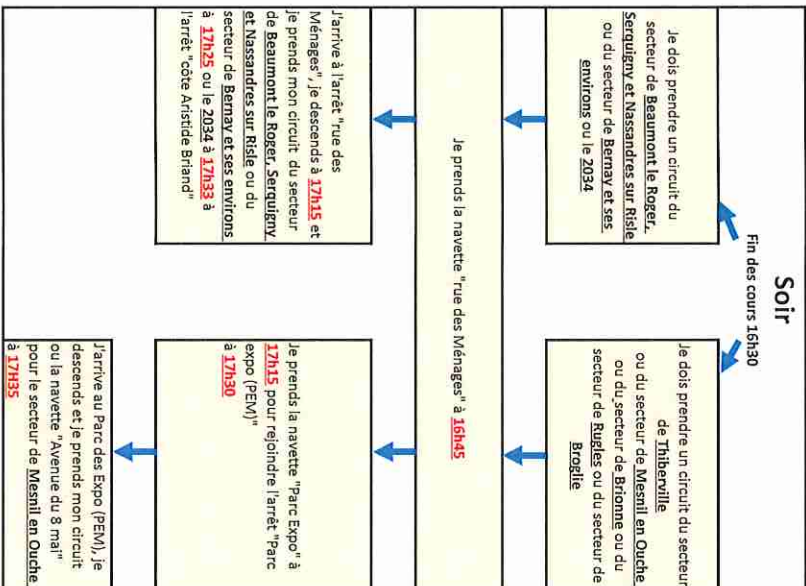 Soir
Fin des cours 16h30
Je dois prendre un circuit du
secteur de Beaumont le Roger,
Serquigny et Nassandres sur Risle
ou du secteur de Bernay et ses
environs ou le 2034
Je dois prendre un circuit du secteur
de Thiberville
ou du secteur de Mesnil en Ouche
ou du secteur de Brionne ou du
secteur de Rugles ou du secteur de
Broglie
Je prends la navette "rue des Ménages" à 16h45
J'arrive à l'arrêt "rue des
Ménages", je descends à 17h15 et
je prends mon circuit du secteur
de Beaumont le Roger, Serquigny
et Nassandres sur Risle ou du
secteur de Bernay et ses environs
à 17h25 ou le 2034 à 17h33 à
l'arrêt "côte Aristide Briand"
Je prends la navette "Parc Expo" à
17h15 pour rejoindre l'arrêt "Parc
expo (PEM)"
à 17h30
J'arrive au Parc des Expo (PEM), je
descends et je prends mon circuit
ou la navette "Avenue du 8 mai"
pour le secteur de Mesnil en Ouche
à 17H35